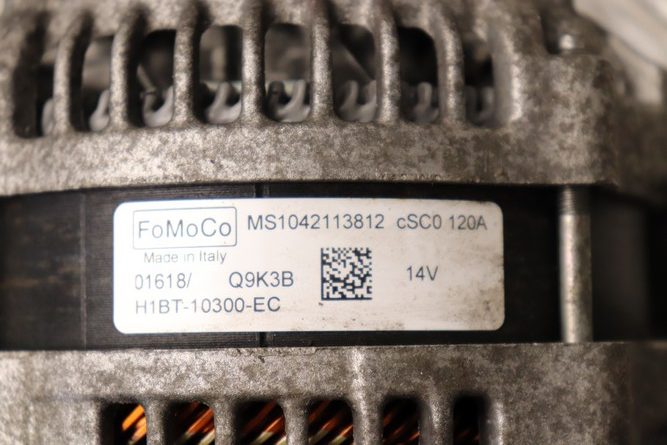 FoMoCo MS1042113812 cSC0 120A
Made in Italy
01618/ Q9K3B 14V
H1BT-10300-EC